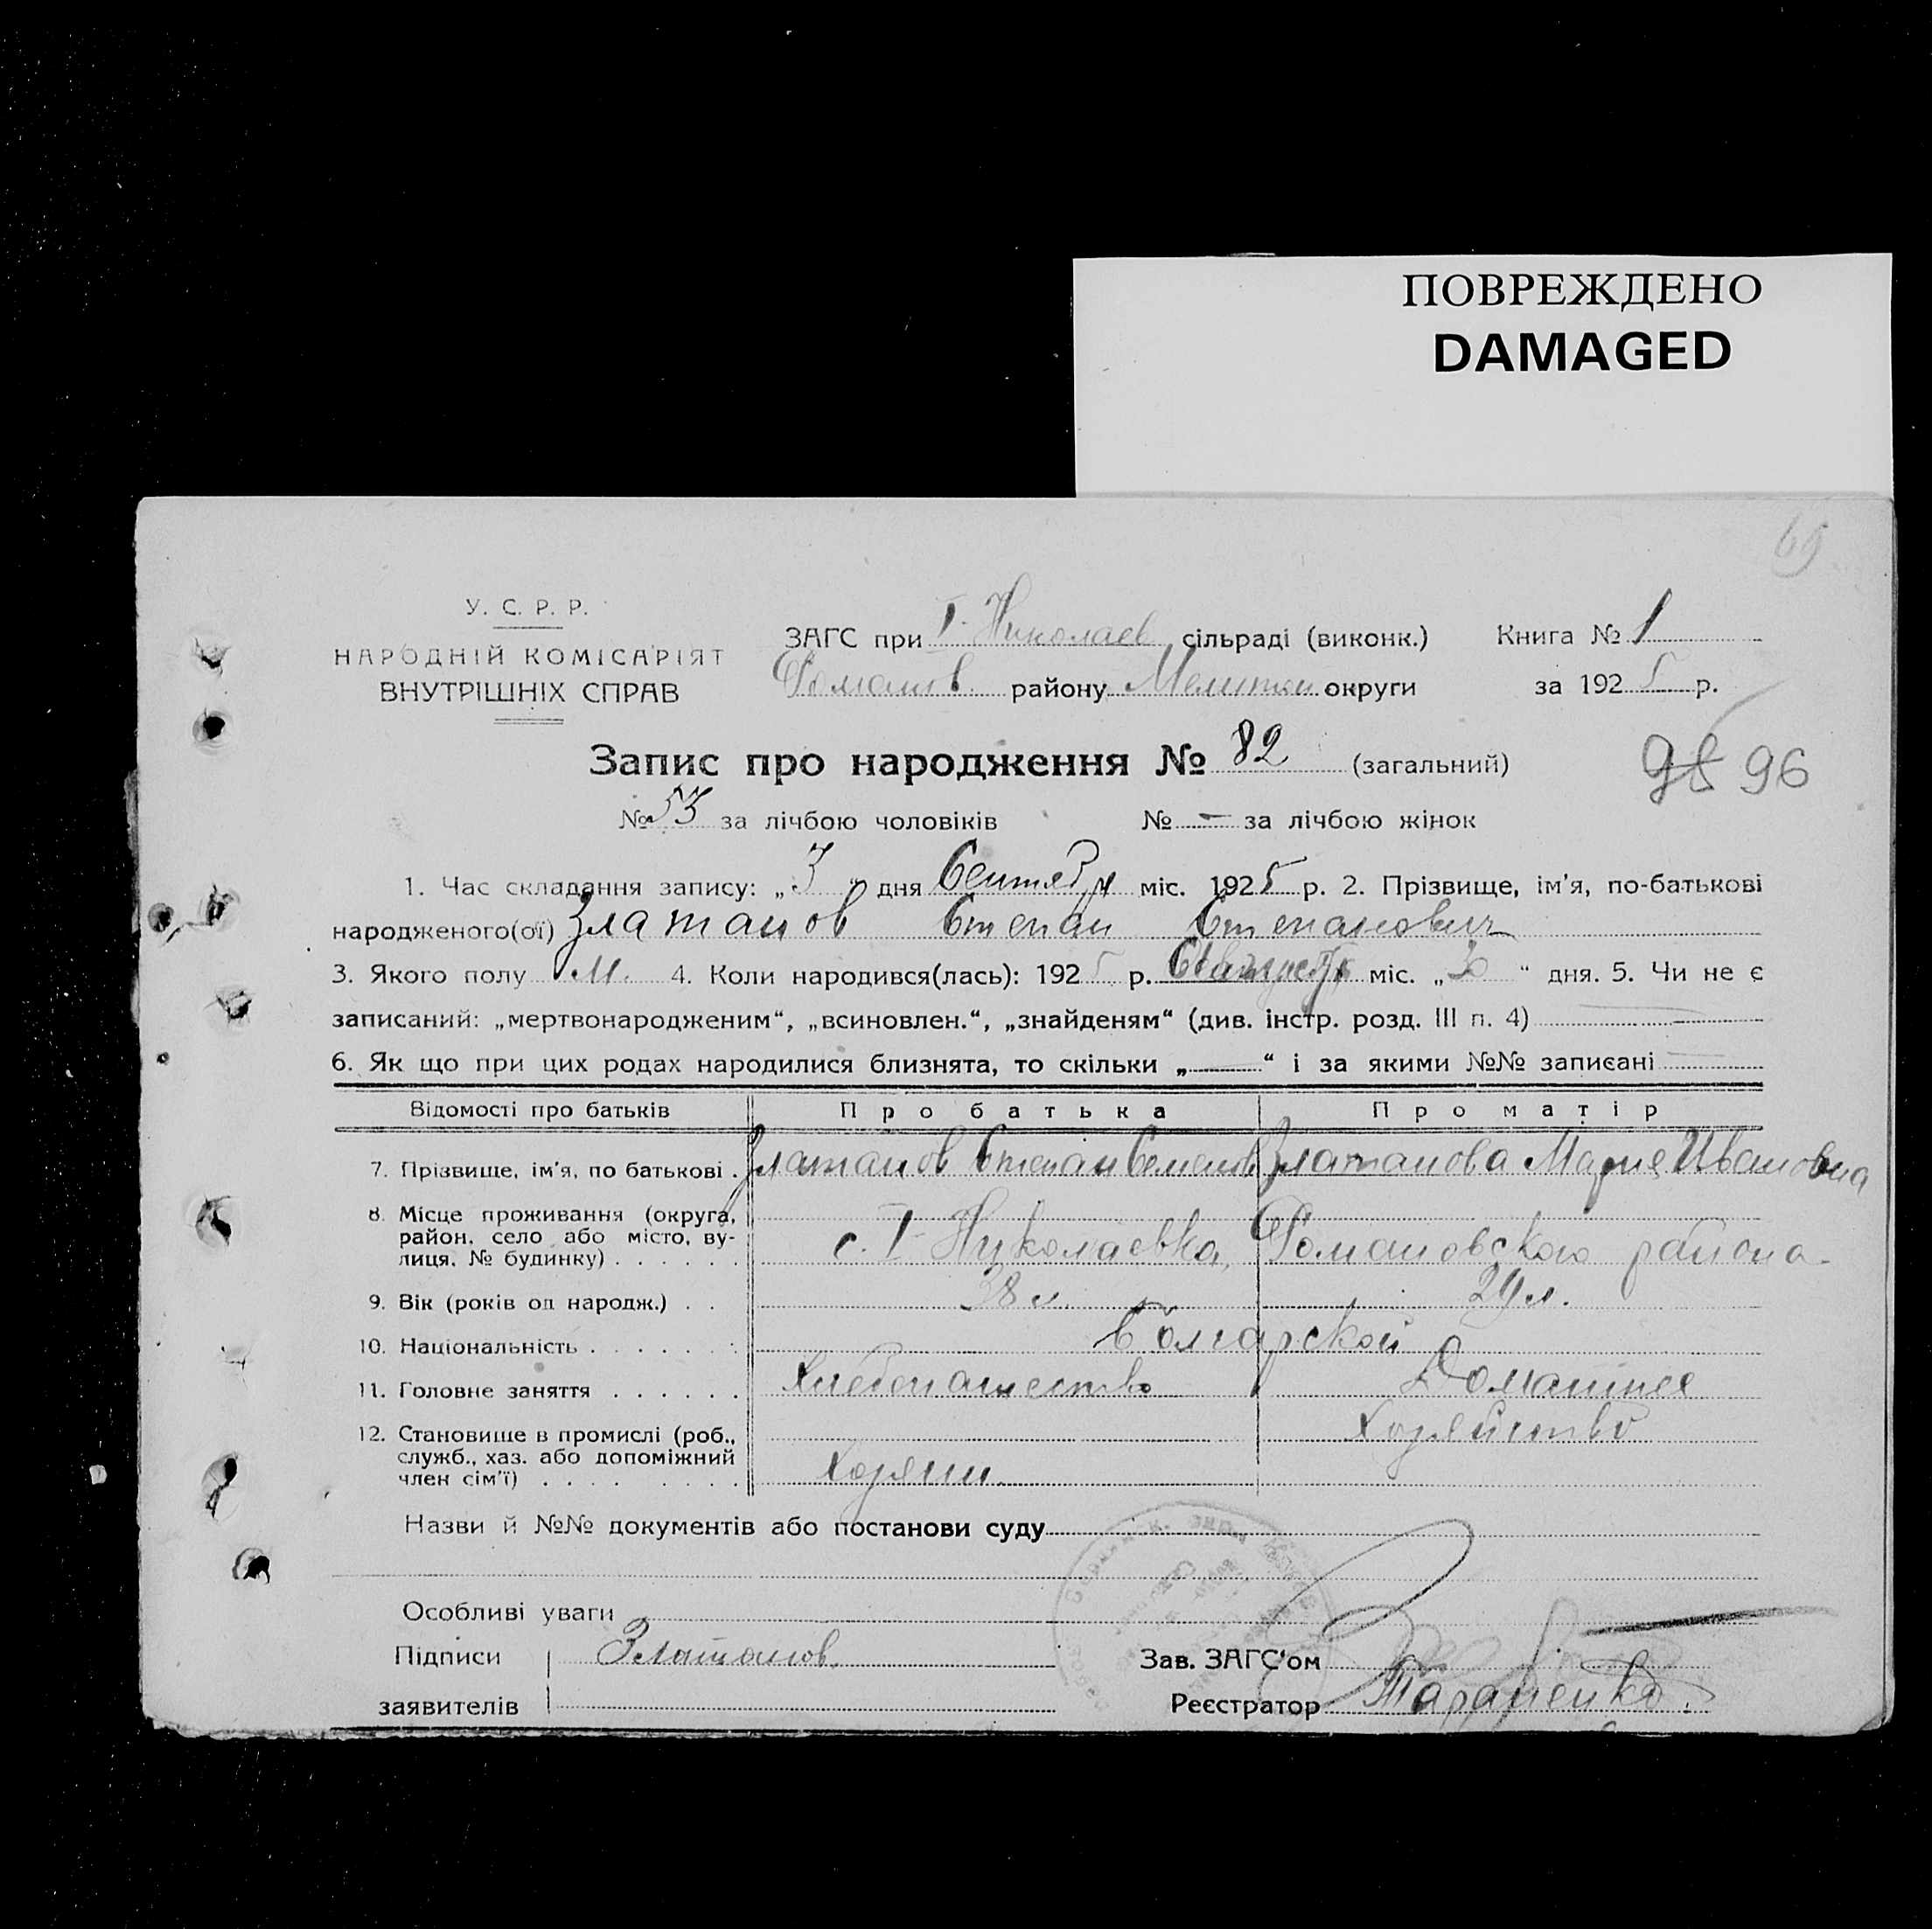 ПОВРЕЖДЕНО
DAMAGED
69
У. С. Р. Р.
НАРОДНІЙ КОМІСАРІЯТ
ВНУТРІШНІХ СПРАВ
ЗАГС при I. Николаев сільраді (виконк.) Книга № 1
Романов. району Мелитоп округи за 1925 р.
Запис про народження № 82 (загальний)
96
№ 53 за лічбою чоловіків № — за лічбою жінок
1. Час складання запису: „3“ дня Сентября міс. 1925 р. 2. Прізвище, ім'я, по-батькові
народженого(ої) Златанов Степан Степанович
3. Якого полу М. 4. Коли народився(лась): 1925 р. Августа міс. „30“ дня. 5. Чи не є
записаний: „мертвонародженим“, „всиновлен.“, „знайденям“ (див. інстр. розд. III п. 4) —
6. Як що при цих родах народилися близнята, то скільки „—“ і за якими №№ записані —
Відомості про батьків Про батька Про матір
7. Прізвище, ім'я, по батькові . Златанов Степан Семенов Златанова Мария Ивановна
8. Місце проживання (округа,
район, село або місто, ву-
лиця, № будинку) . . . . . . с. I Николаевка, Романовского района.
9. Вік (років од народж.) . . 38 л. 29 л.
10. Національність . . . . . . . Болгарской
11. Головне заняття . . . . . . Хлебопашество Домашнее
Хозяйство
12. Становище в промислі (роб.,
служб., хаз. або допоміжний
член сім'ї) . . . . . . . . Хозяин.
Назви й №№ документів або постанови суду
Особливі уваги
Підписи Златанов. Зав. ЗАГС'ом
заявителів Реєстратор Тараненко.